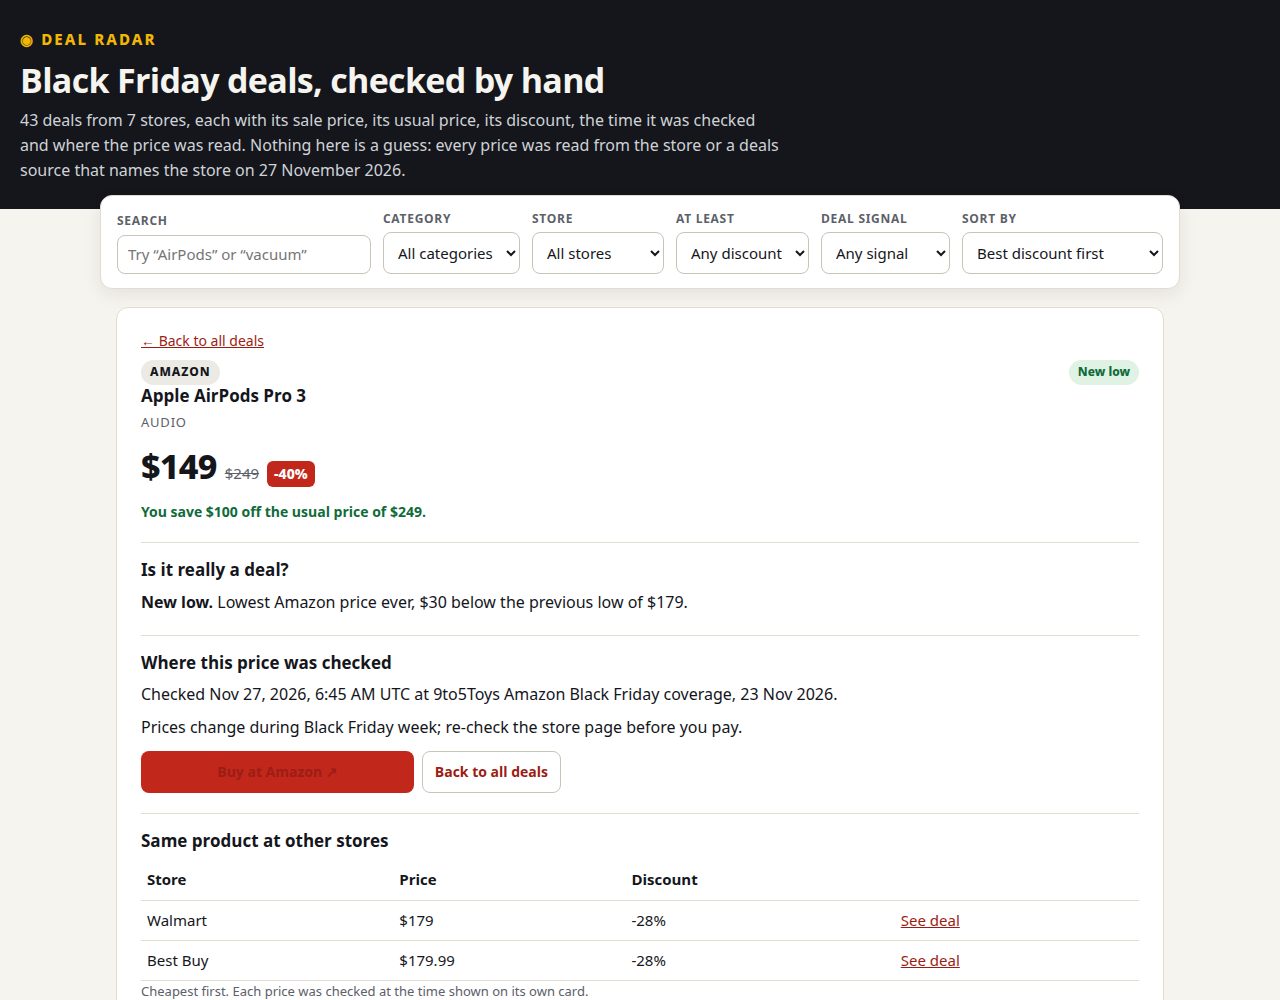 ◉ DEAL RADAR
Black Friday deals, checked by hand
43 deals from 7 stores, each with its sale price, its usual price, its discount, the time it was checked
and where the price was read. Nothing here is a guess: every price was read from the store or a deals
source that names the store on 27 November 2026.
SEARCH
Try “AirPods” or “vacuum”
CATEGORY
All categories
STORE
All stores
AT LEAST
Any discount
DEAL SIGNAL
Any signal
SORT BY
Best discount first
← Back to all deals
AMAZON
New low
Apple AirPods Pro 3
AUDIO
$149 $249 -40%
You save $100 off the usual price of $249.
Is it really a deal?
New low. Lowest Amazon price ever, $30 below the previous low of $179.
Where this price was checked
Checked Nov 27, 2026, 6:45 AM UTC at 9to5Toys Amazon Black Friday coverage, 23 Nov 2026.
Prices change during Black Friday week; re-check the store page before you pay.
Buy at Amazon ↗
Back to all deals
Same product at other stores
Store Price Discount
Walmart $179 -28% See deal
Best Buy $179.99 -28% See deal
Cheapest first. Each price was checked at the time shown on its own card.